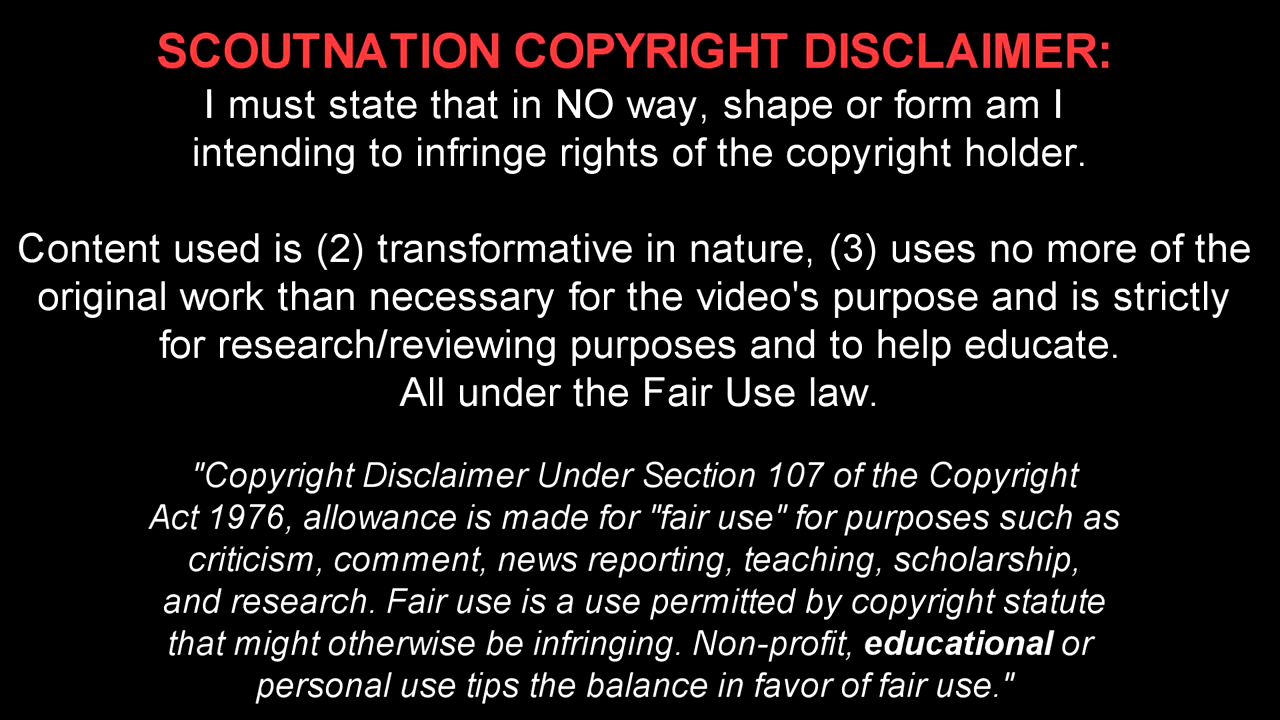 SCOUTNATION COPYRIGHT DISCLAIMER:
I must state that in NO way, shape or form am I
intending to infringe rights of the copyright holder.
Content used is (2) transformative in nature, (3) uses no more of the
original work than necessary for the video's purpose and is strictly
for research/reviewing purposes and to help educate.
All under the Fair Use law.
"Copyright Disclaimer Under Section 107 of the Copyright
Act 1976, allowance is made for "fair use" for purposes such as
criticism, comment, news reporting, teaching, scholarship,
and research. Fair use is a use permitted by copyright statute
that might otherwise be infringing. Non-profit, educational or
personal use tips the balance in favor of fair use."